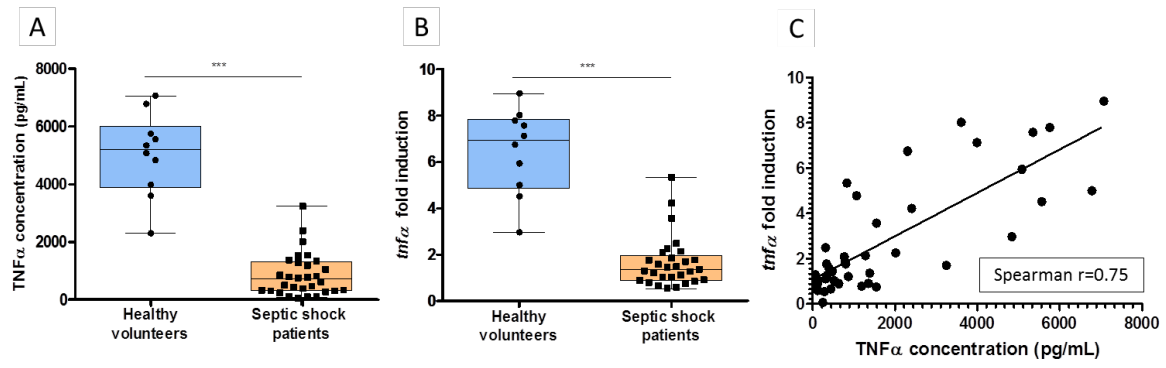 A
TNFα concentration (pg/mL)
8000
6000
4000
2000
0
***
Healthy
volunteers
Septic shock
patients
B
tnfα fold induction
10
8
6
4
2
0
***
Healthy
volunteers
Septic shock
patients
C
tnfα fold induction
10
8
6
4
2
0
Spearman r=0.75
0
2000
4000
6000
8000
TNFα concentration (pg/mL)